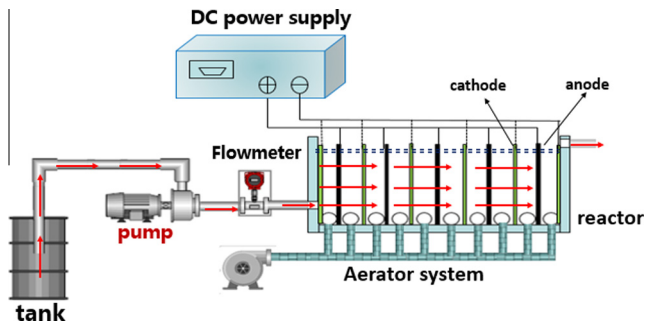 DC power supply
cathode
anode
Flowmeter
pump
reactor
Aerator system
tank